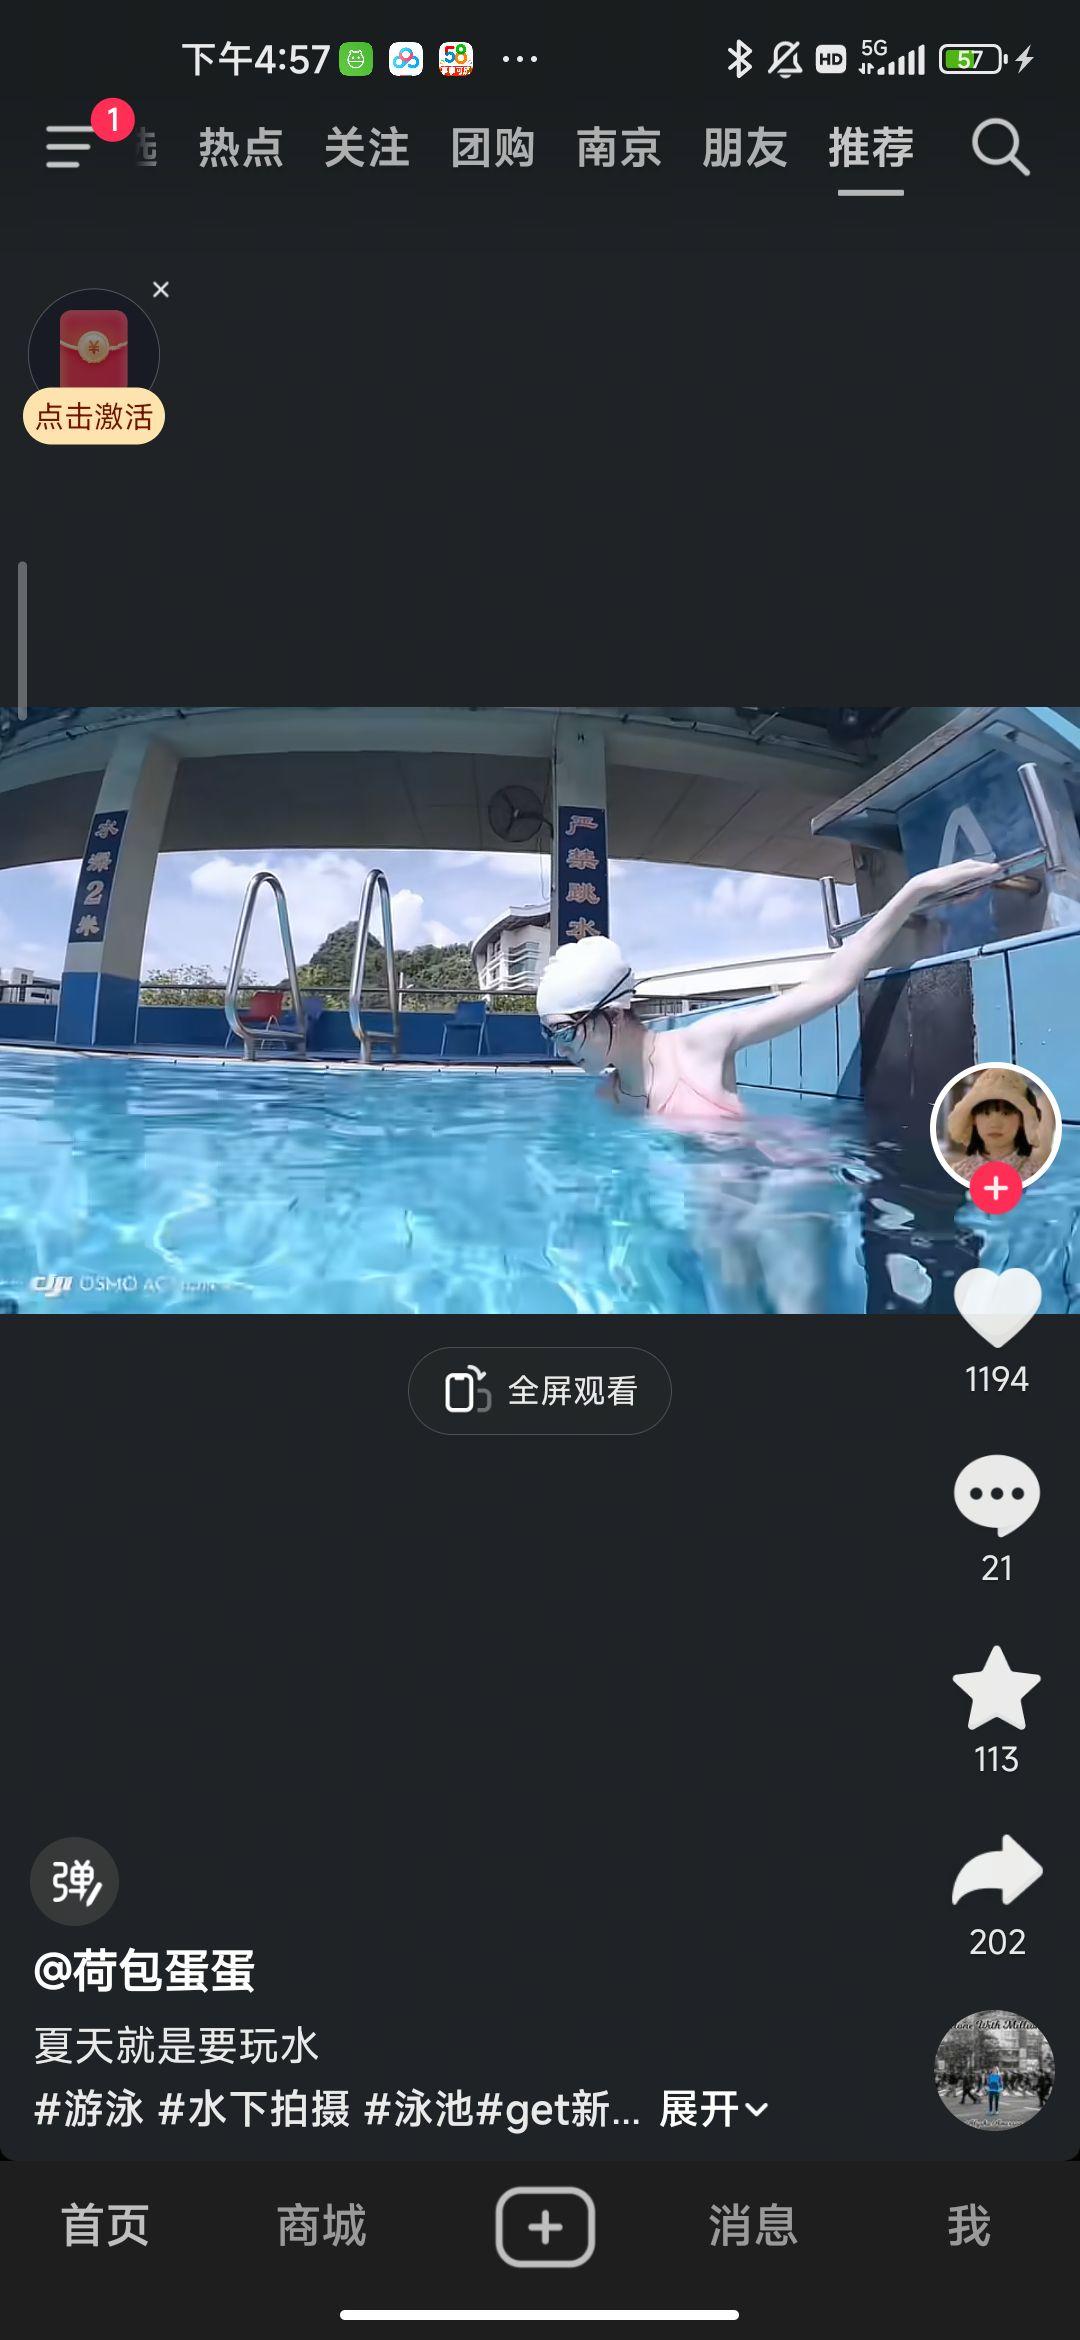 下午4:57
58
HD
5G
57
1
选 热点 关注 团购 南京 朋友 推荐
¥
点击激活
水深2米
严禁跳水
DJI OSMO AC
全屏观看
1194
21
113
202
弹
@荷包蛋蛋
夏天就是要玩水
#游泳 #水下拍摄 #泳池#get新... 展开
首页 商城 消息 我